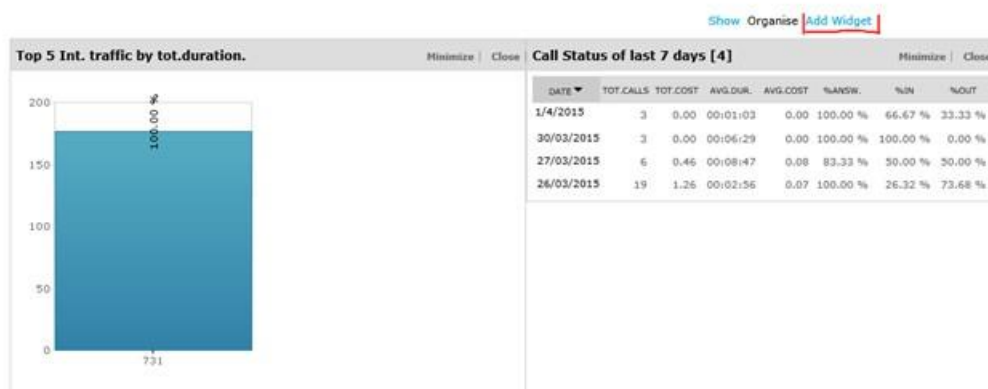 Show Organise Add Widget
Top 5 Int. traffic by tot.duration. Minimize | Close
200
100.00 %
150
100
50
0
731
Call Status of last 7 days [4] Minimize | Close
DATE TOT.CALLS TOT.COST AVG.DUR. AVG.COST %ANSW. %IN %OUT
1/4/2015 3 0.00 00:01:03 0.00 100.00 % 66.67 % 33.33 %
30/03/2015 3 0.00 00:06:29 0.00 100.00 % 100.00 % 0.00 %
27/03/2015 6 0.46 00:08:47 0.08 83.33 % 50.00 % 50.00 %
26/03/2015 19 1.26 00:02:56 0.07 100.00 % 26.32 % 73.68 %